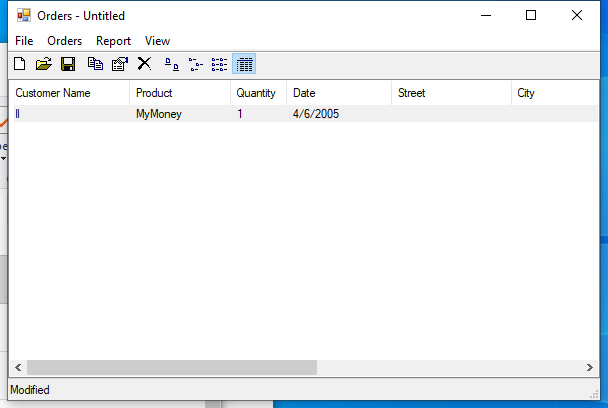 Orders - Untitled
File Orders Report View
Customer Name Product Quantity Date Street City
ll MyMoney 1 4/6/2005
Modified